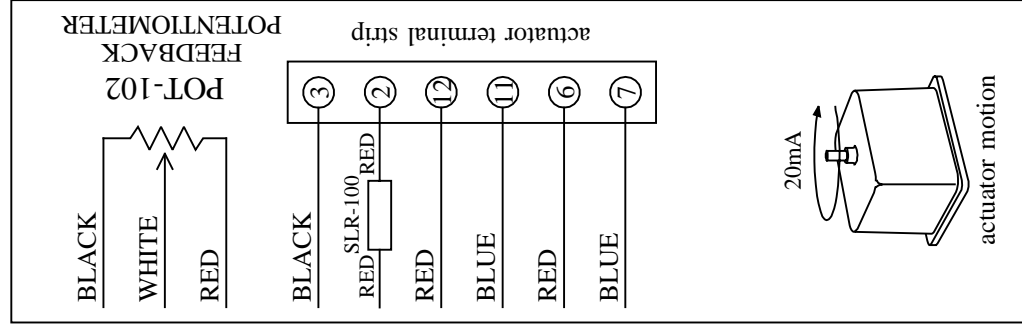 POT-102
FEEDBACK
POTENTIOMETER
BLACK
WHITE
RED
actuator terminal strip
3
2
12
11
6
7
BLACK
RED
SLR-100
RED
RED
BLUE
RED
BLUE
20mA
actuator motion